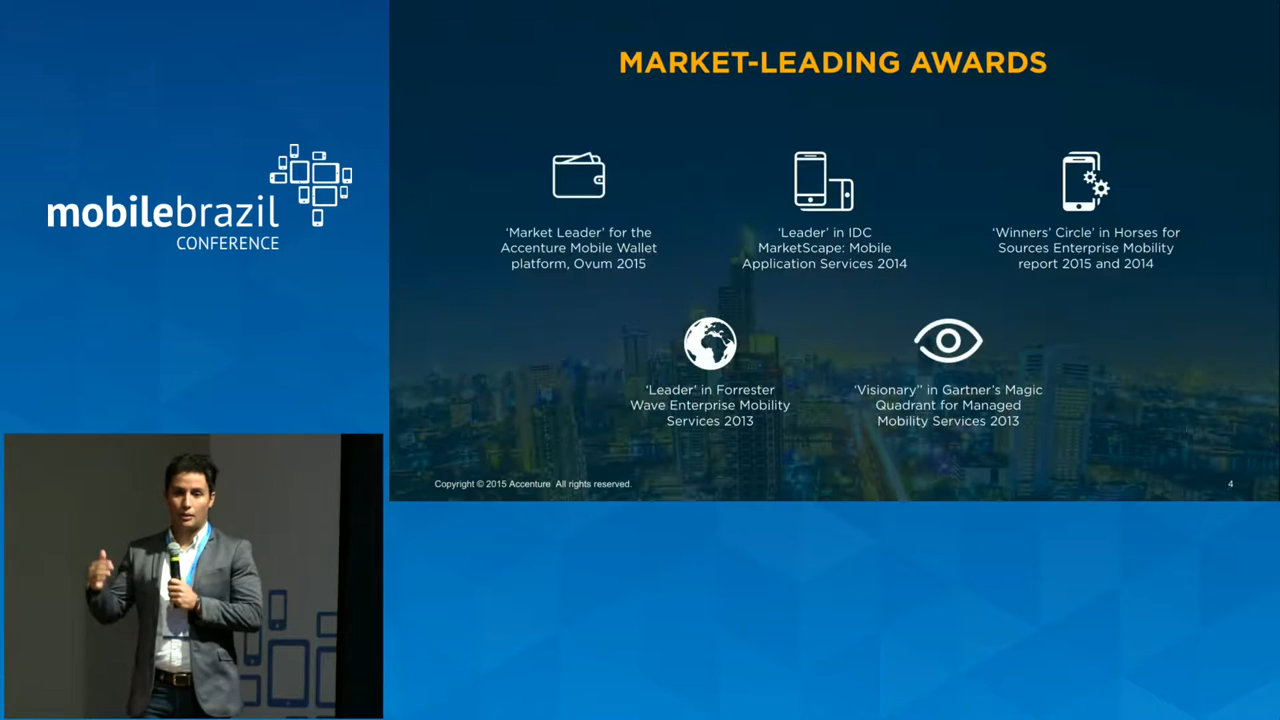 mobilebrazil
CONFERENCE
MARKET-LEADING AWARDS
‘Market Leader’ for the
Accenture Mobile Wallet
platform, Ovum 2015
‘Leader’ in IDC
MarketScape: Mobile
Application Services 2014
‘Winners’ Circle’ in Horses for
Sources Enterprise Mobility
report 2015 and 2014
‘Leader’ in Forrester
Wave Enterprise Mobility
Services 2013
‘Visionary’’ in Gartner’s Magic
Quadrant for Managed
Mobility Services 2013
Copyright © 2015 Accenture All rights reserved.
4